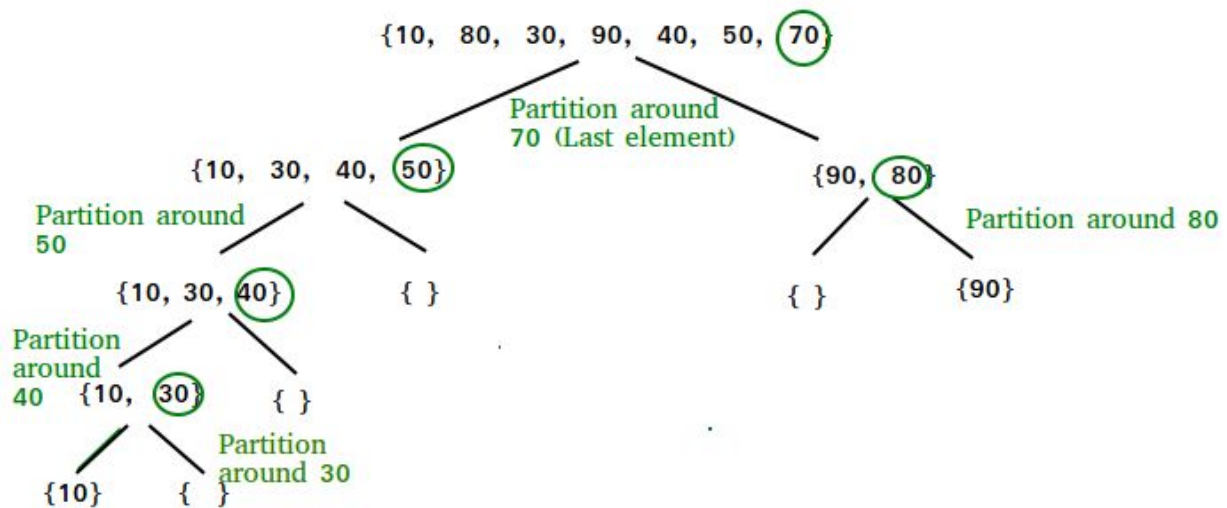 {10, 80, 30, 90, 40, 50, 70}
Partition around
70 (Last element)
{10, 30, 40, 50}
{90, 80}
Partition around
50
Partition around 80
{10, 30, 40}
{ }
{ }
{90}
Partition
around
40
{10, 30}
{ }
Partition
around 30
{10}
{ }